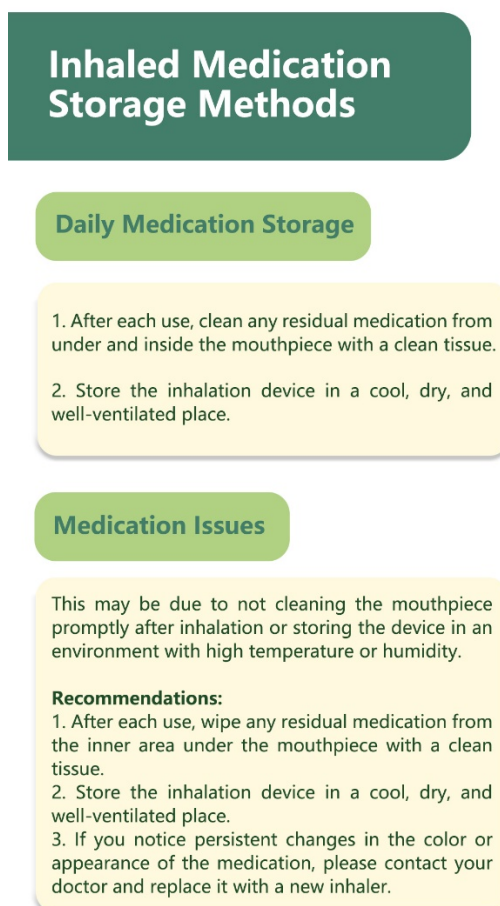 Inhaled Medication
Storage Methods
Daily Medication Storage
1. After each use, clean any residual medication from
under and inside the mouthpiece with a clean tissue.
2. Store the inhalation device in a cool, dry, and
well-ventilated place.
Medication Issues
This may be due to not cleaning the mouthpiece
promptly after inhalation or storing the device in an
environment with high temperature or humidity.
Recommendations:
1. After each use, wipe any residual medication from
the inner area under the mouthpiece with a clean
tissue.
2. Store the inhalation device in a cool, dry, and
well-ventilated place.
3. If you notice persistent changes in the color or
appearance of the medication, please contact your
doctor and replace it with a new inhaler.